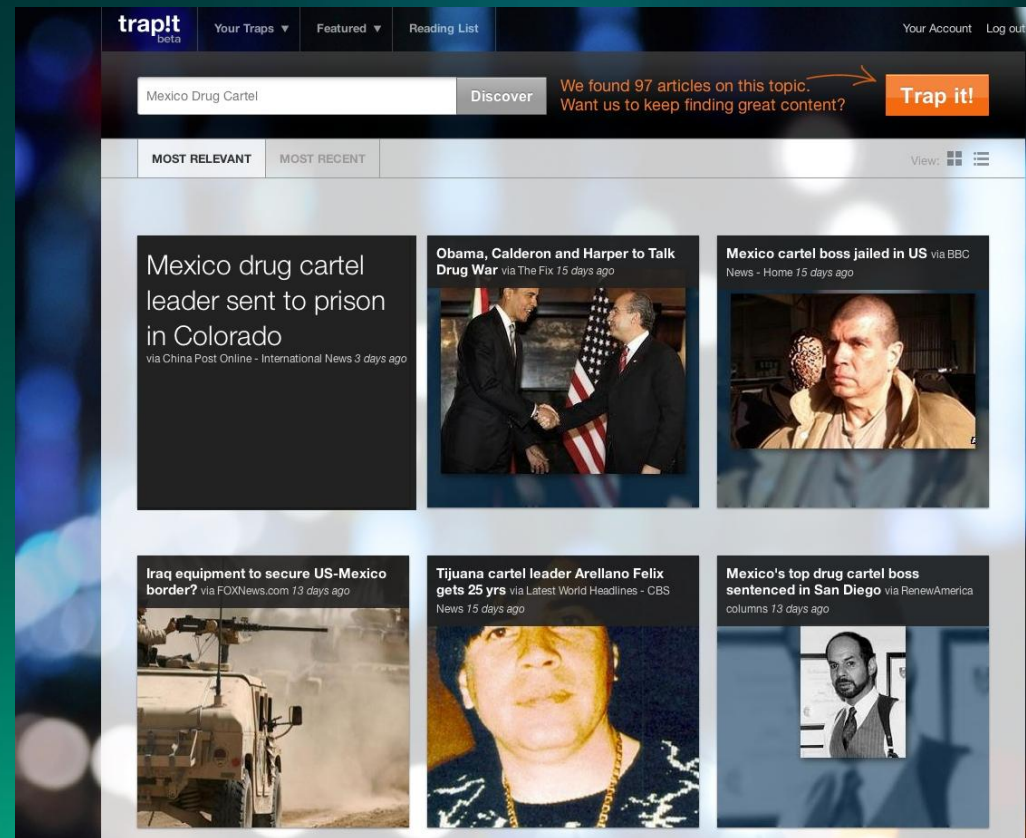 trap!t
beta
Your Traps ▼
Featured ▼
Reading List
Your Account
Log out
Mexico Drug Cartel
Discover
We found 97 articles on this topic.
Want us to keep finding great content?
Trap it!
MOST RELEVANT
MOST RECENT
View:
Mexico drug cartel
leader sent to prison
in Colorado
via China Post Online - International News 3 days ago
Obama, Calderon and Harper to Talk
Drug War via The Fix 15 days ago
Mexico cartel boss jailed in US via BBC
News - Home 15 days ago
Iraq equipment to secure US-Mexico
border? via FOXNews.com 13 days ago
Tijuana cartel leader Arellano Felix
gets 25 yrs via Latest World Headlines - CBS
News 15 days ago
Mexico's top drug cartel boss
sentenced in San Diego via RenewAmerica
columns 13 days ago